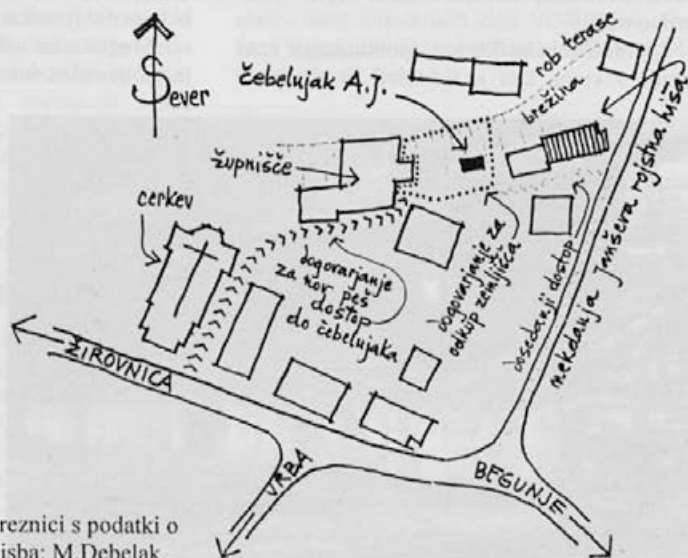 Sever
čebelujak A.J.
rob terase
brežina
župnišče
cerkev
dogovarjanje
za nov peš
dostop
do čebelujaka
dogovarjanje za
odkup zemljišča
dosedanji dostop
nekdanja Janševa rojstna hiša
ŽIROVNICA
VRBA
BEGUNJE
reznici s podatki o
isba: M.Debelak